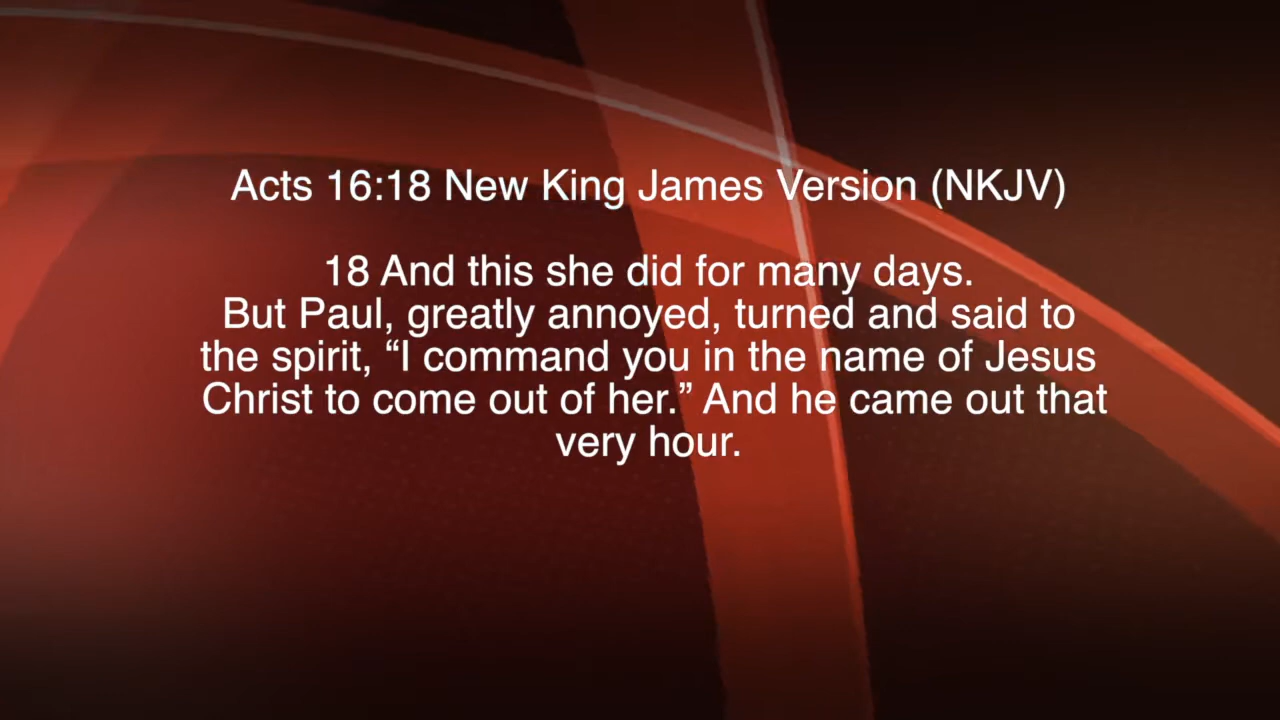 Acts 16:18 New King James Version (NKJV)
18 And this she did for many days.
But Paul, greatly annoyed, turned and said to
the spirit, “I command you in the name of Jesus
Christ to come out of her.” And he came out that
very hour.